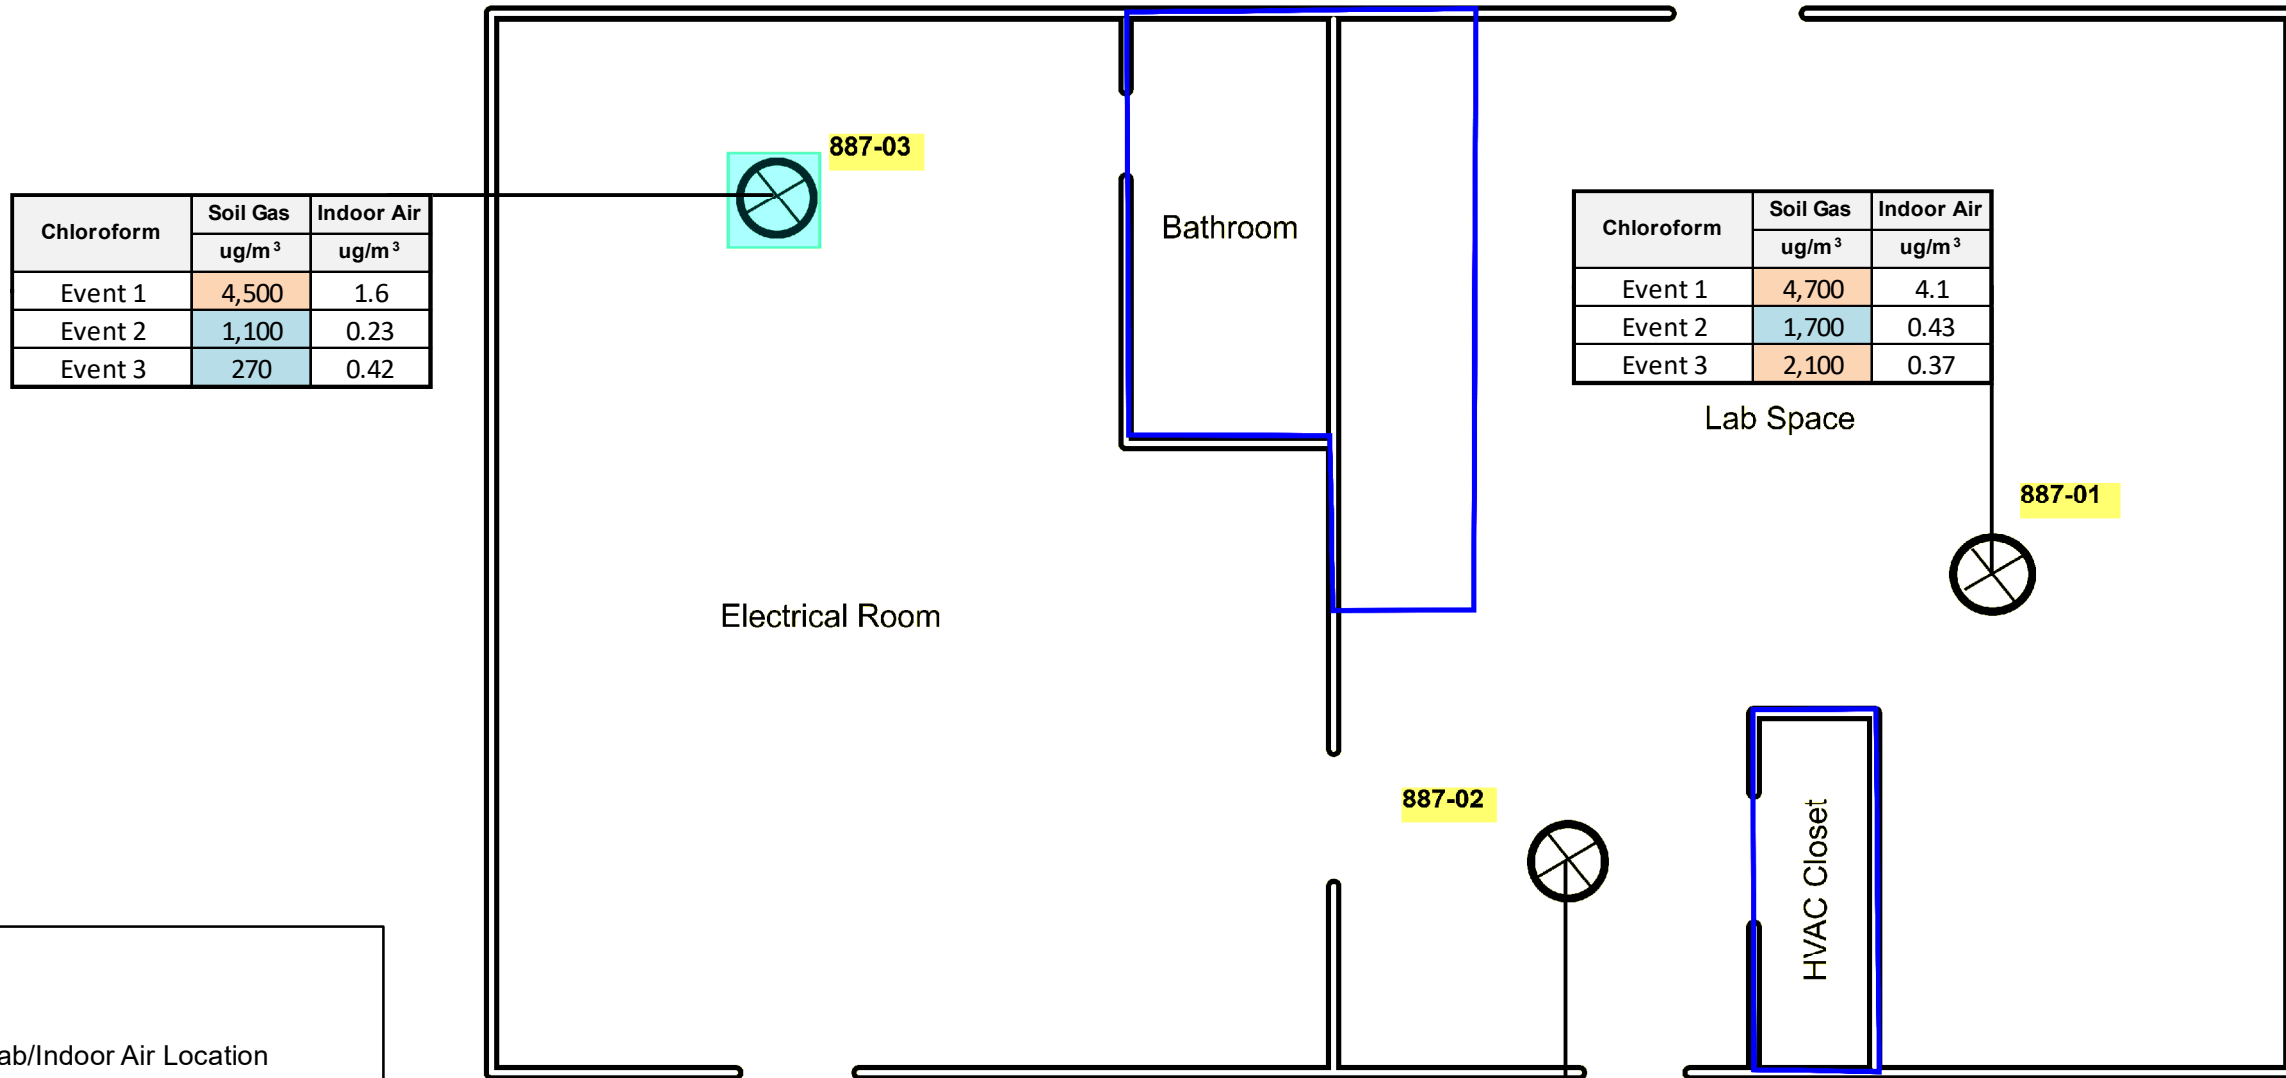 887-03
Chloroform Soil Gas Indoor Air
ug/m³ ug/m³
Event 1 4,500 1.6
Event 2 1,100 0.23
Event 3 270 0.42
Bathroom
Chloroform Soil Gas Indoor Air
ug/m³ ug/m³
Event 1 4,700 4.1
Event 2 1,700 0.43
Event 3 2,100 0.37
Lab Space
887-01
Electrical Room
887-02
HVAC Closet
ab/Indoor Air Location